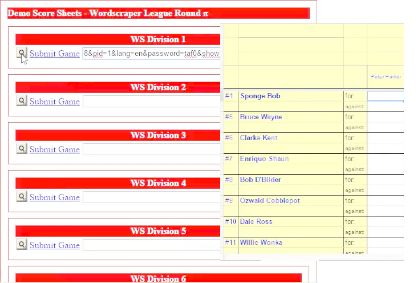 Demo Score Sheets - Wordscraper League Round π
WS Division 1
Submit Game 8&pid=1&lang=en&password=taf6&show
WS Division 2
Submit Game
WS Division 3
Submit Game
WS Division 4
Submit Game
WS Division 5
Submit Game
WS Division 6
#4 Sponge Bob for
against
#5 Bruce Wayne for
against
#6 Clarke Kent for
against
#7 Enrique Shaun for
against
#8 Bob D'Bilder for
against
#9 Ozwald Cobblepot for
against
#10 Dale Ross for
against
#11 Willie Wonka for
against